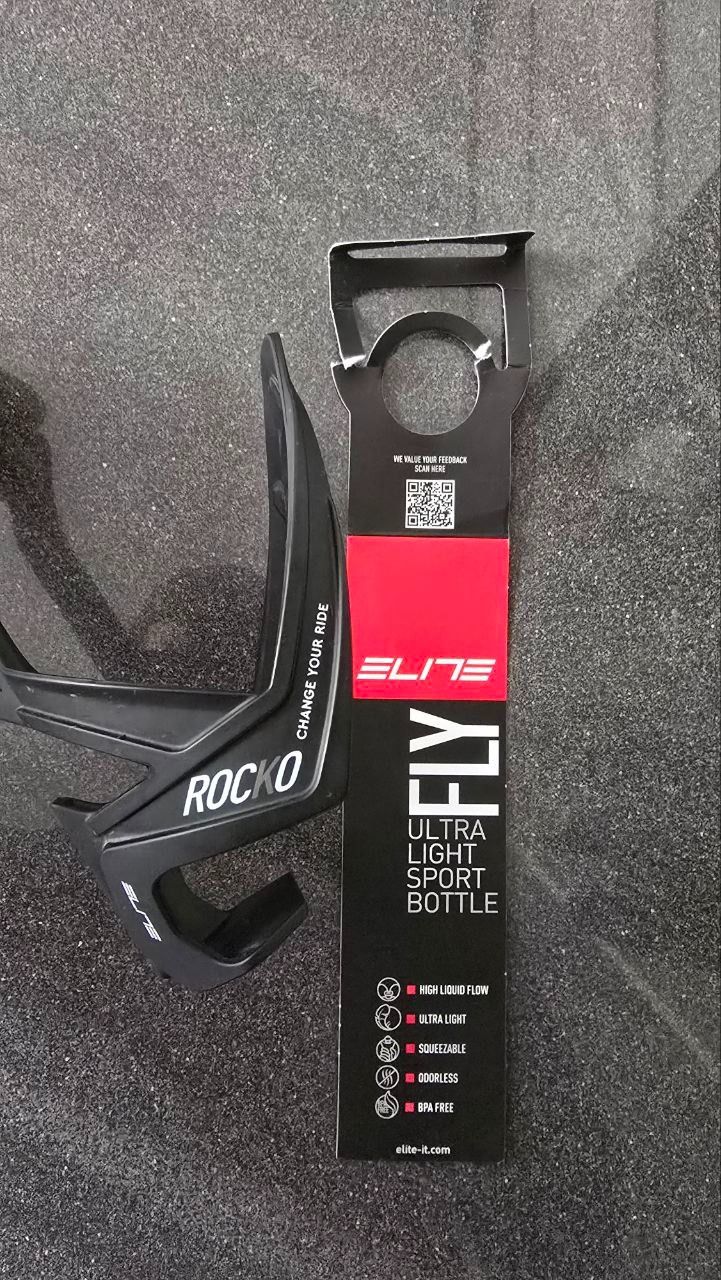 WE VALUE YOUR FEEDBACK
SCAN HERE
ELITE
FLY
ULTRA
LIGHT
SPORT
BOTTLE
HIGH LIQUID FLOW
ULTRA LIGHT
SQUEEZABLE
ODORLESS
BPA FREE
elite-it.com
CHANGE YOUR RIDE
ROCKO
ELITE